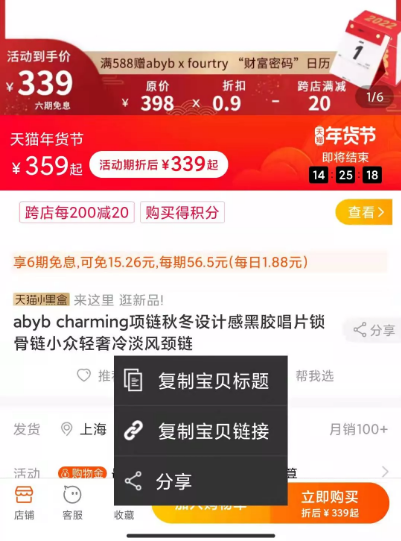 活动到手价
¥339
六期免息
满588赠abyb x fourtry “财富密码”日历
原价 折扣 跨店满减
¥ 398 × 0.9 - 20
2022
1
1/6
天猫年货节
¥359起
活动期折后¥339起
天猫年货节
即将结束
14:25:18
跨店每200减20
购买得积分
查看>
享6期免息,可免15.26元,每期56.5元(每日1.88元)
天猫小黑盒 来这里 逛新品!
abyb charming项链秋冬设计感黑胶唱片锁
骨链小众轻奢冷淡风颈链
分享
帮我选
复制宝贝标题
复制宝贝链接
分享
发货
上海
月销100+
活动
购物金
店铺
客服
收藏
加入购物车
立即购买
折后¥339起